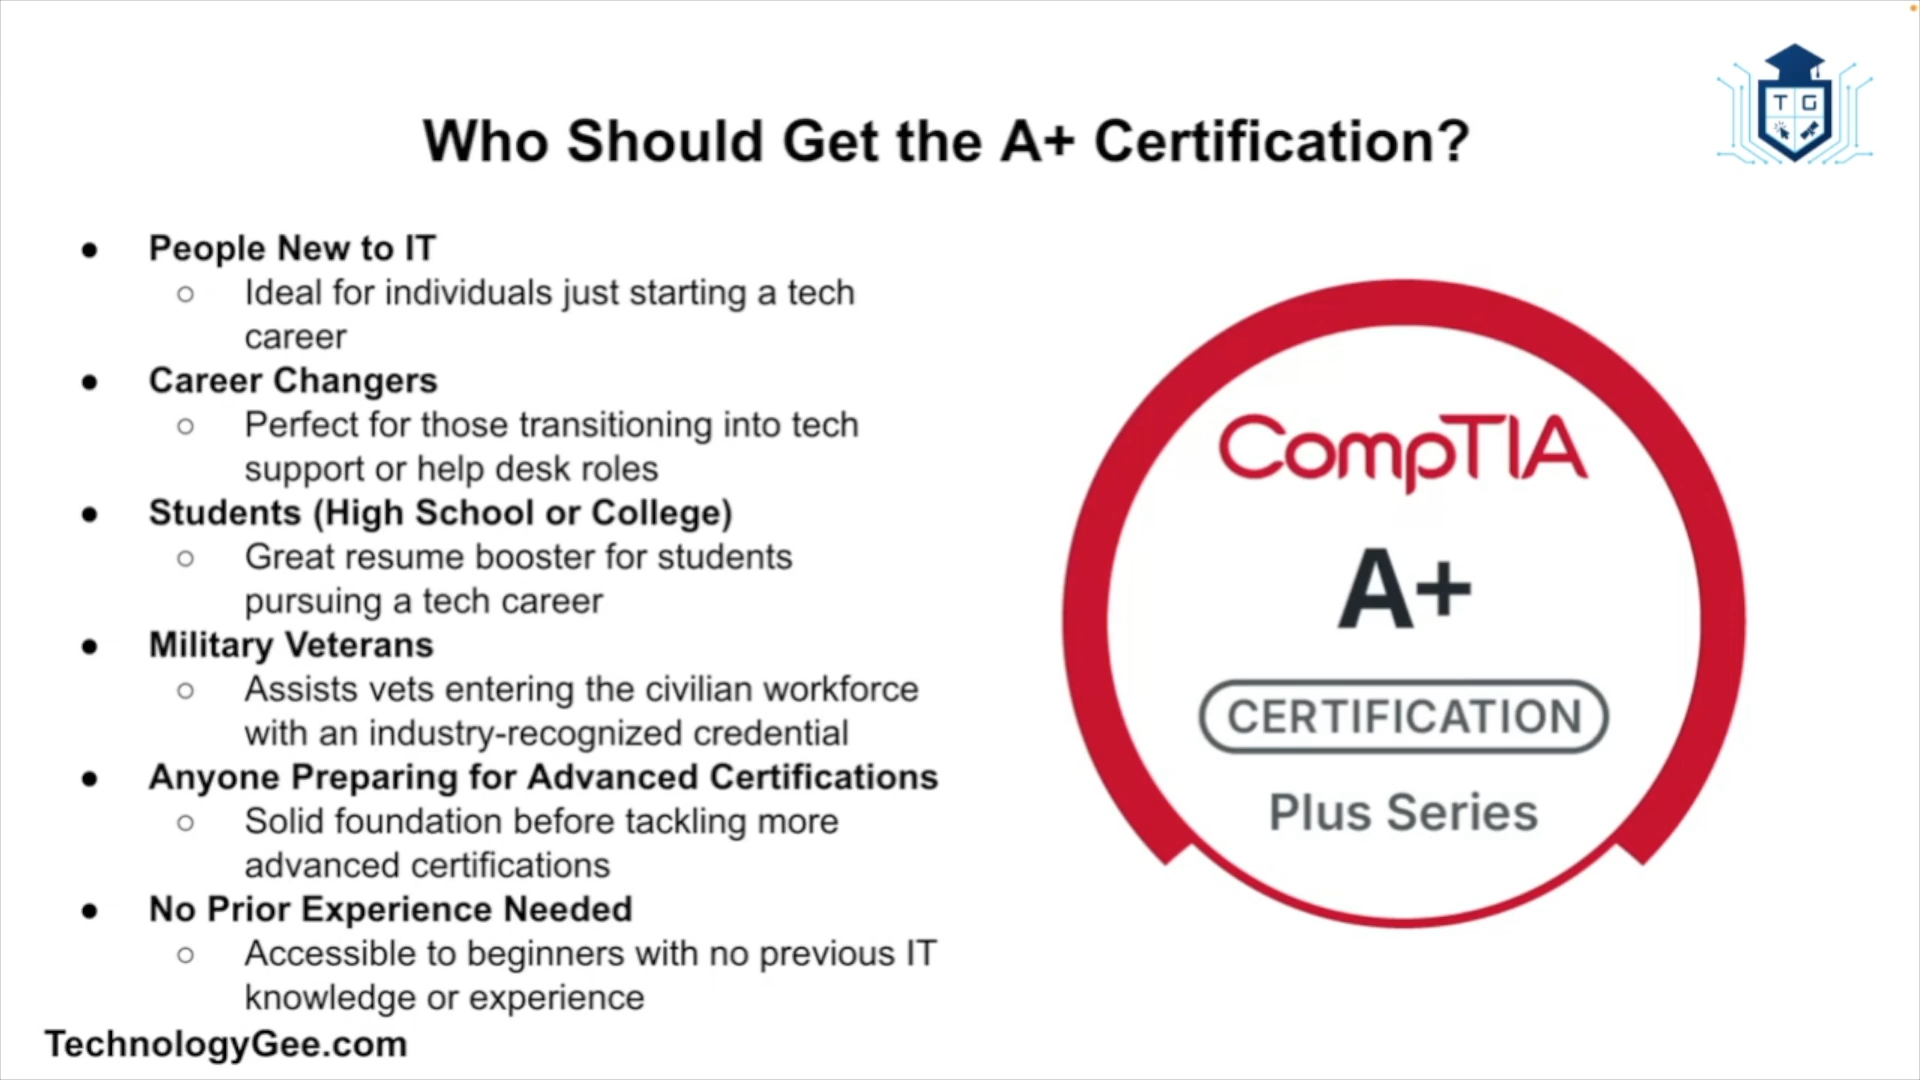 T G
Who Should Get the A+ Certification?
● People New to IT
○ Ideal for individuals just starting a tech
career
● Career Changers
○ Perfect for those transitioning into tech
support or help desk roles
● Students (High School or College)
○ Great resume booster for students
pursuing a tech career
● Military Veterans
○ Assists vets entering the civilian workforce
with an industry-recognized credential
● Anyone Preparing for Advanced Certifications
○ Solid foundation before tackling more
advanced certifications
● No Prior Experience Needed
○ Accessible to beginners with no previous IT
knowledge or experience
CompTIA
A+
CERTIFICATION
Plus Series
TechnologyGee.com